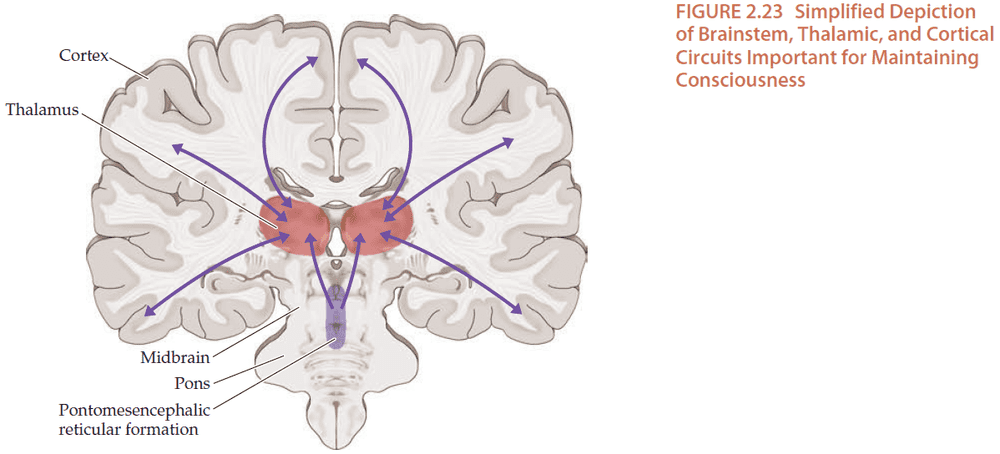 FIGURE 2.23 Simplified Depiction
of Brainstem, Thalamic, and Cortical
Circuits Important for Maintaining
Consciousness
Cortex
Thalamus
Midbrain
Pons
Pontomesencephalic
reticular formation